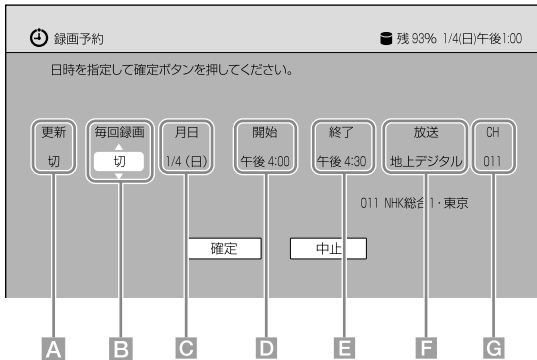 録画予約 残 93% 1/4(日)午後1:00
日時を指定して確定ボタンを押してください。
更新 毎回録画 月日 開始 終了 放送 CH
切 切 1/4 (日) 午後 4:00 午後 4:30 地上デジタル 011
011 NHK総合1・東京
確定 中止
A B C D E F G